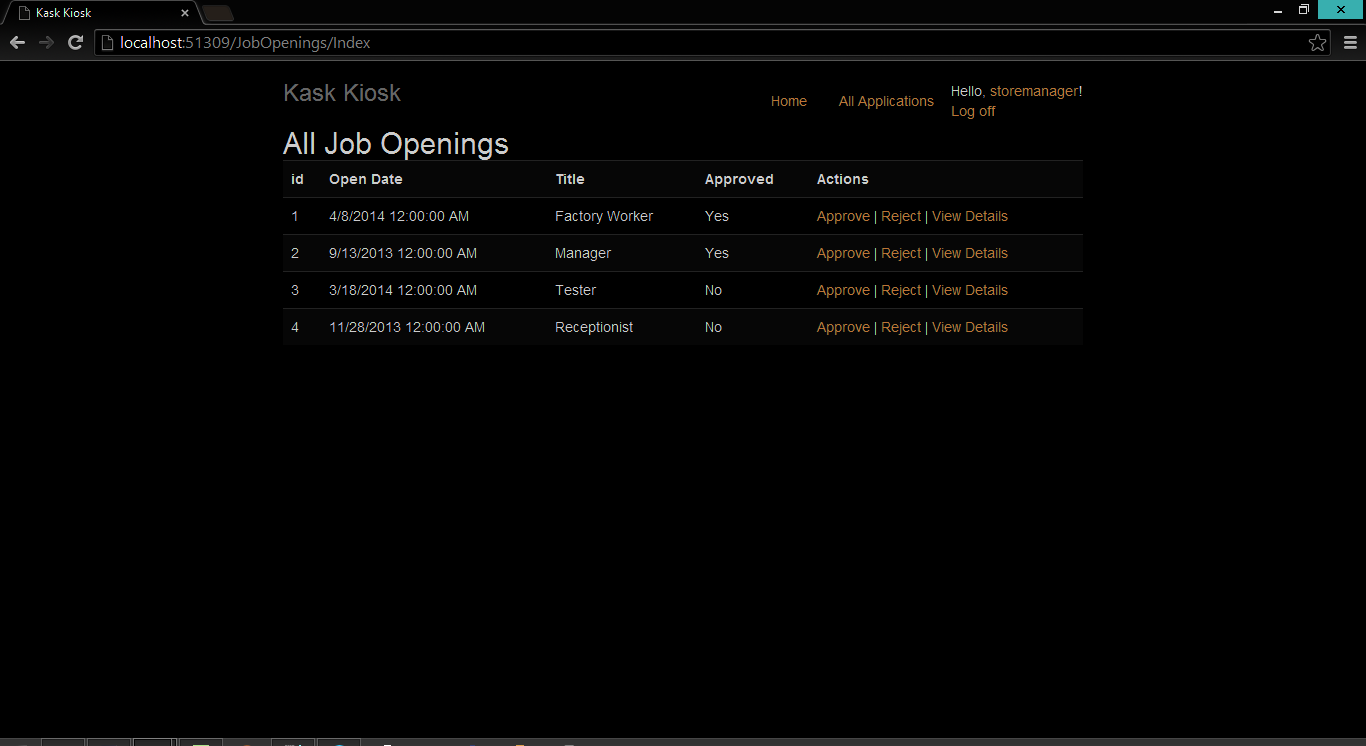 Kask Kiosk
localhost:51309/JobOpenings/Index
Kask Kiosk
Home All Applications Hello, storemanager!
Log off
All Job Openings
id Open Date Title Approved Actions
1 4/8/2014 12:00:00 AM Factory Worker Yes Approve | Reject | View Details
2 9/13/2013 12:00:00 AM Manager Yes Approve | Reject | View Details
3 3/18/2014 12:00:00 AM Tester No Approve | Reject | View Details
4 11/28/2013 12:00:00 AM Receptionist No Approve | Reject | View Details